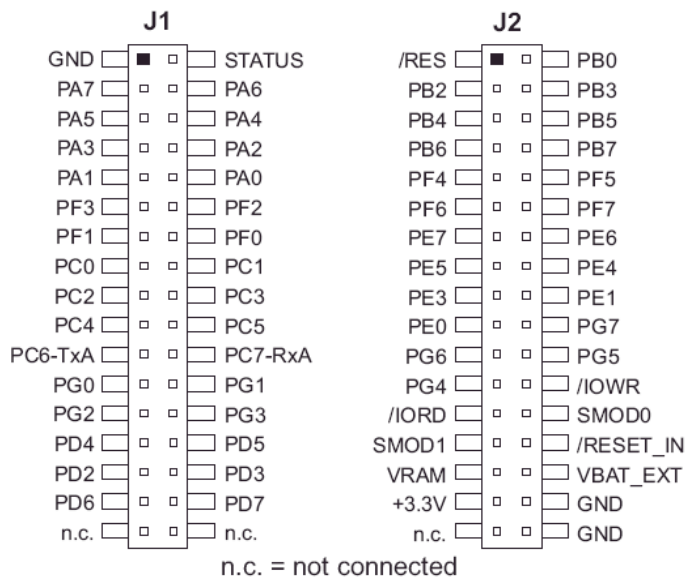 J1 J2
GND STATUS /RES PB0
PA7 PA6 PB2 PB3
PA5 PA4 PB4 PB5
PA3 PA2 PB6 PB7
PA1 PA0 PF4 PF5
PF3 PF2 PF6 PF7
PF1 PF0 PE7 PE6
PC0 PC1 PE5 PE4
PC2 PC3 PE3 PE1
PC4 PC5 PE0 PG7
PC6-TxA PC7-RxA PG6 PG5
PG0 PG1 PG4 /IOWR
PG2 PG3 /IORD SMOD0
PD4 PD5 SMOD1 /RESET_IN
PD2 PD3 VRAM VBAT_EXT
PD6 PD7 +3.3V GND
n.c. n.c. n.c. GND
n.c. = not connected